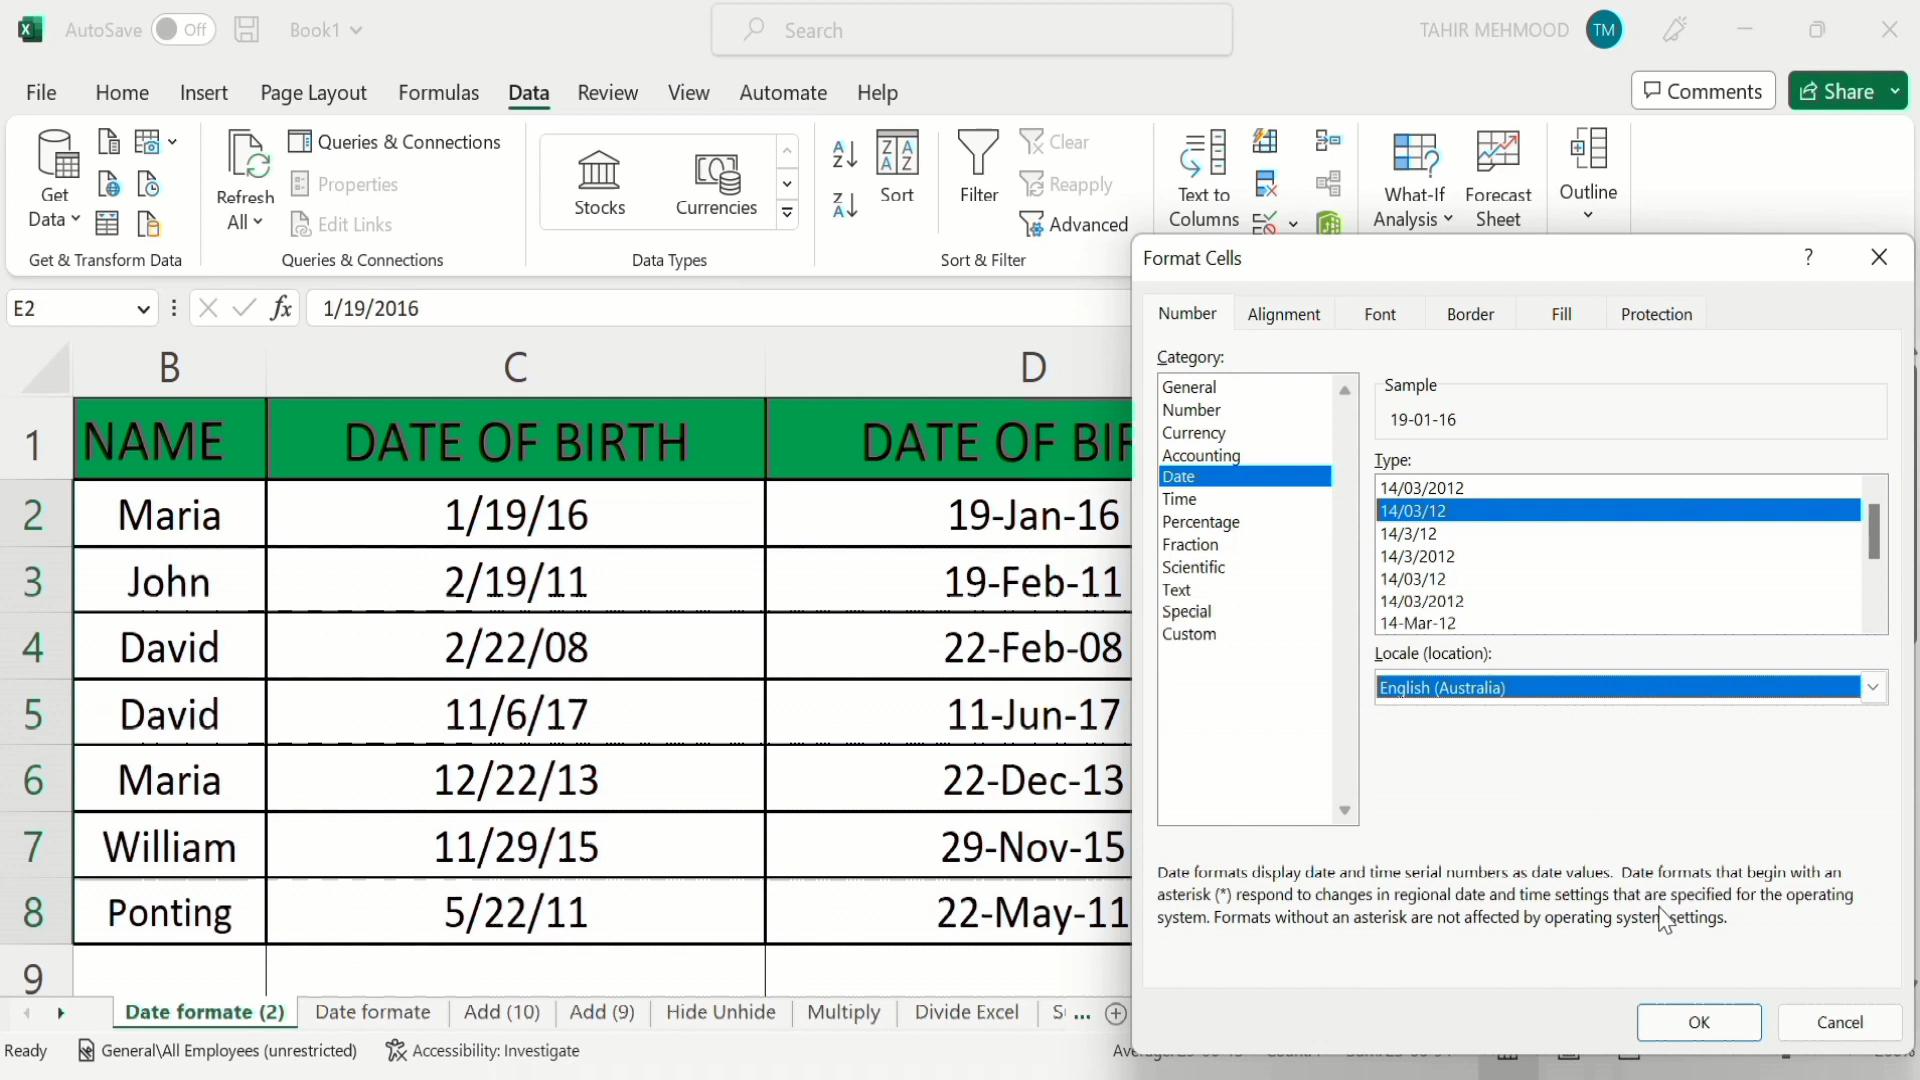 AutoSave Off Book1 Search TAHIR MEHMOOD TM
File Home Insert Page Layout Formulas Data Review View Automate Help Comments Share
Get Data
Refresh All
Queries & Connections
Properties
Edit Links
Stocks Currencies
Sort
Filter
Clear
Reapply
Advanced
Text to Columns
What-If Analysis
Forecast Sheet
Outline
Get & Transform Data Queries & Connections Data Types Sort & Filter
E2 fx 1/19/2016
B C D
1 NAME DATE OF BIRTH DATE OF BIR
2 Maria 1/19/16 19-Jan-16
3 John 2/19/11 19-Feb-11
4 David 2/22/08 22-Feb-08
5 David 11/6/17 11-Jun-17
6 Maria 12/22/13 22-Dec-13
7 William 11/29/15 29-Nov-15
8 Ponting 5/22/11 22-May-11
9
Date formate (2) Date formate Add (10) Add (9) Hide Unhide Multiply Divide Excel
Ready General\All Employees (unrestricted) Accessibility: Investigate
Format Cells ?
Number Alignment Font Border Fill Protection
Category:
General
Number
Currency
Accounting
Date
Time
Percentage
Fraction
Scientific
Text
Special
Custom
Sample
19-01-16
Type:
14/03/2012
14/03/12
14/3/12
14/3/2012
14/03/12
14/03/2012
14-Mar-12
Locale (location):
English (Australia)
Date formats display date and time serial numbers as date values. Date formats that begin with an
asterisk (*) respond to changes in regional date and time settings that are specified for the operating
system. Formats without an asterisk are not affected by operating system settings.
OK Cancel